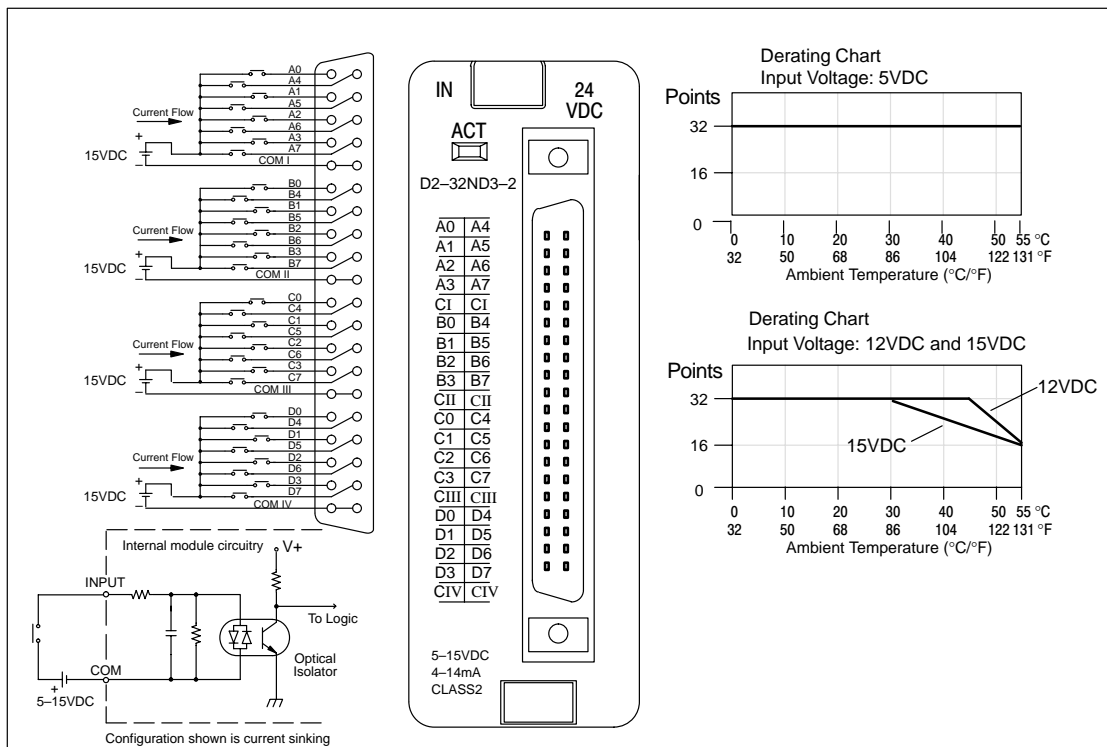 A0
A4
A1
A5
A2
A6
A3
A7
COM I
Current Flow
+
15VDC
–
B0
B4
B1
B5
B2
B6
B3
B7
COM II
Current Flow
+
15VDC
–
C0
C4
C1
C5
C2
C6
C3
C7
COM III
Current Flow
+
15VDC
–
D0
D4
D1
D5
D2
D6
D3
D7
COM IV
Current Flow
+
15VDC
–
Internal module circuitry
V+
INPUT
To Logic
Optical
Isolator
COM
+
5–15VDC
Configuration shown is current sinking
IN
24
VDC
ACT
D2–32ND3–2
A0 A4
A1 A5
A2 A6
A3 A7
CI CI
B0 B4
B1 B5
B2 B6
B3 B7
CII CII
C0 C4
C1 C5
C2 C6
C3 C7
CIII CIII
D0 D4
D1 D5
D2 D6
D3 D7
CIV CIV
5–15VDC
4–14mA
CLASS2
Derating Chart
Input Voltage: 5VDC
Points
32
16
0
0 10 20 30 40 50 55 °C
32 50 68 86 104 122 131 °F
Ambient Temperature (°C/°F)
Derating Chart
Input Voltage: 12VDC and 15VDC
Points
32
12VDC
16
15VDC
0
0 10 20 30 40 50 55 °C
32 50 68 86 104 122 131 °F
Ambient Temperature (°C/°F)